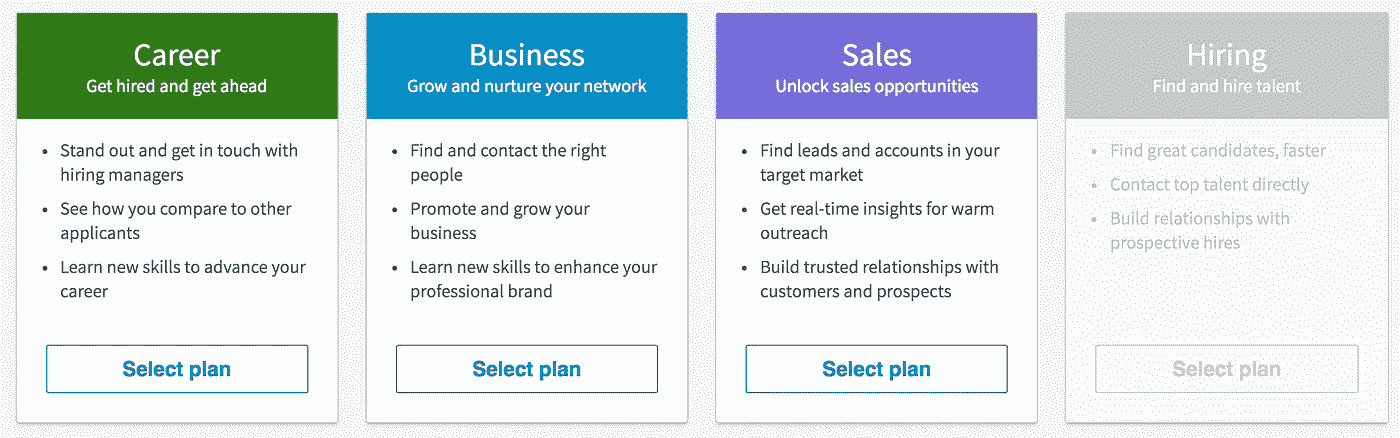 Career
Get hired and get ahead
• Stand out and get in touch with
hiring managers
• See how you compare to other
applicants
• Learn new skills to advance your
career
Select plan
Business
Grow and nurture your network
• Find and contact the right
people
• Promote and grow your
business
• Learn new skills to enhance your
professional brand
Select plan
Sales
Unlock sales opportunities
• Find leads and accounts in your
target market
• Get real-time insights for warm
outreach
• Build trusted relationships with
customers and prospects
Select plan
Hiring
Find and hire talent
• Find great candidates, faster
• Contact top talent directly
• Build relationships with
prospective hires
Select plan